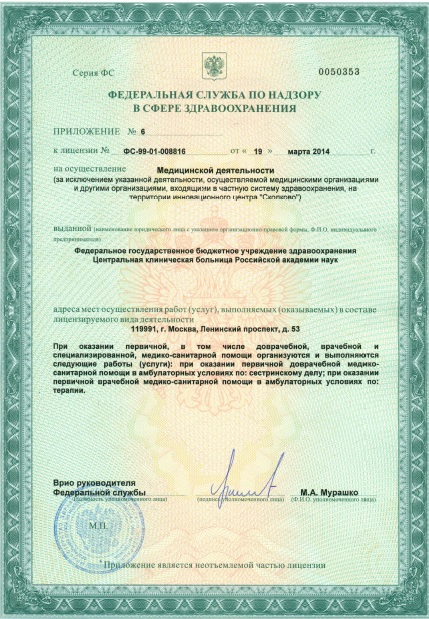 Серия ФС 0050353
ФЕДЕРАЛЬНАЯ СЛУЖБА ПО НАДЗОРУ
В СФЕРЕ ЗДРАВООХРАНЕНИЯ
ПРИЛОЖЕНИЕ № 6
к лицензии № ФС-99-01-008816 от « 19 » марта 2014 г.
на осуществление Медицинской деятельности
(за исключением указанной деятельности, осуществляемой медицинскими организациями
и другими организациями, входящими в частную систему здравоохранения, на
территории инновационного центра "Сколково")
выданной (наименование юридического лица с указанием организационно-правовой формы, Ф.И.О. индивидуального
предпринимателя)
Федеральное государственное бюджетное учреждение здравоохранения
Центральная клиническая больница Российской академии наук
адреса мест осуществления работ (услуг), выполняемых (оказываемых) в составе
лицензируемого вида деятельности
119991, г. Москва, Ленинский проспект, д. 53
При оказании первичной, в том числе доврачебной, врачебной и
специализированной, медико-санитарной помощи организуются и выполняются
следующие работы (услуги): при оказании первичной доврачебной медико-
санитарной помощи в амбулаторных условиях по: сестринскому делу; при оказании
первичной врачебной медико-санитарной помощи в амбулаторных условиях по:
терапии.
Врио руководителя
Федеральной службы М.А. Мурашко
(должность уполномоченного лица) (подпись уполномоченного лица) (Ф.И.О. уполномоченного лица)
М.П.
Приложение является неотъемлемой частью лицензии